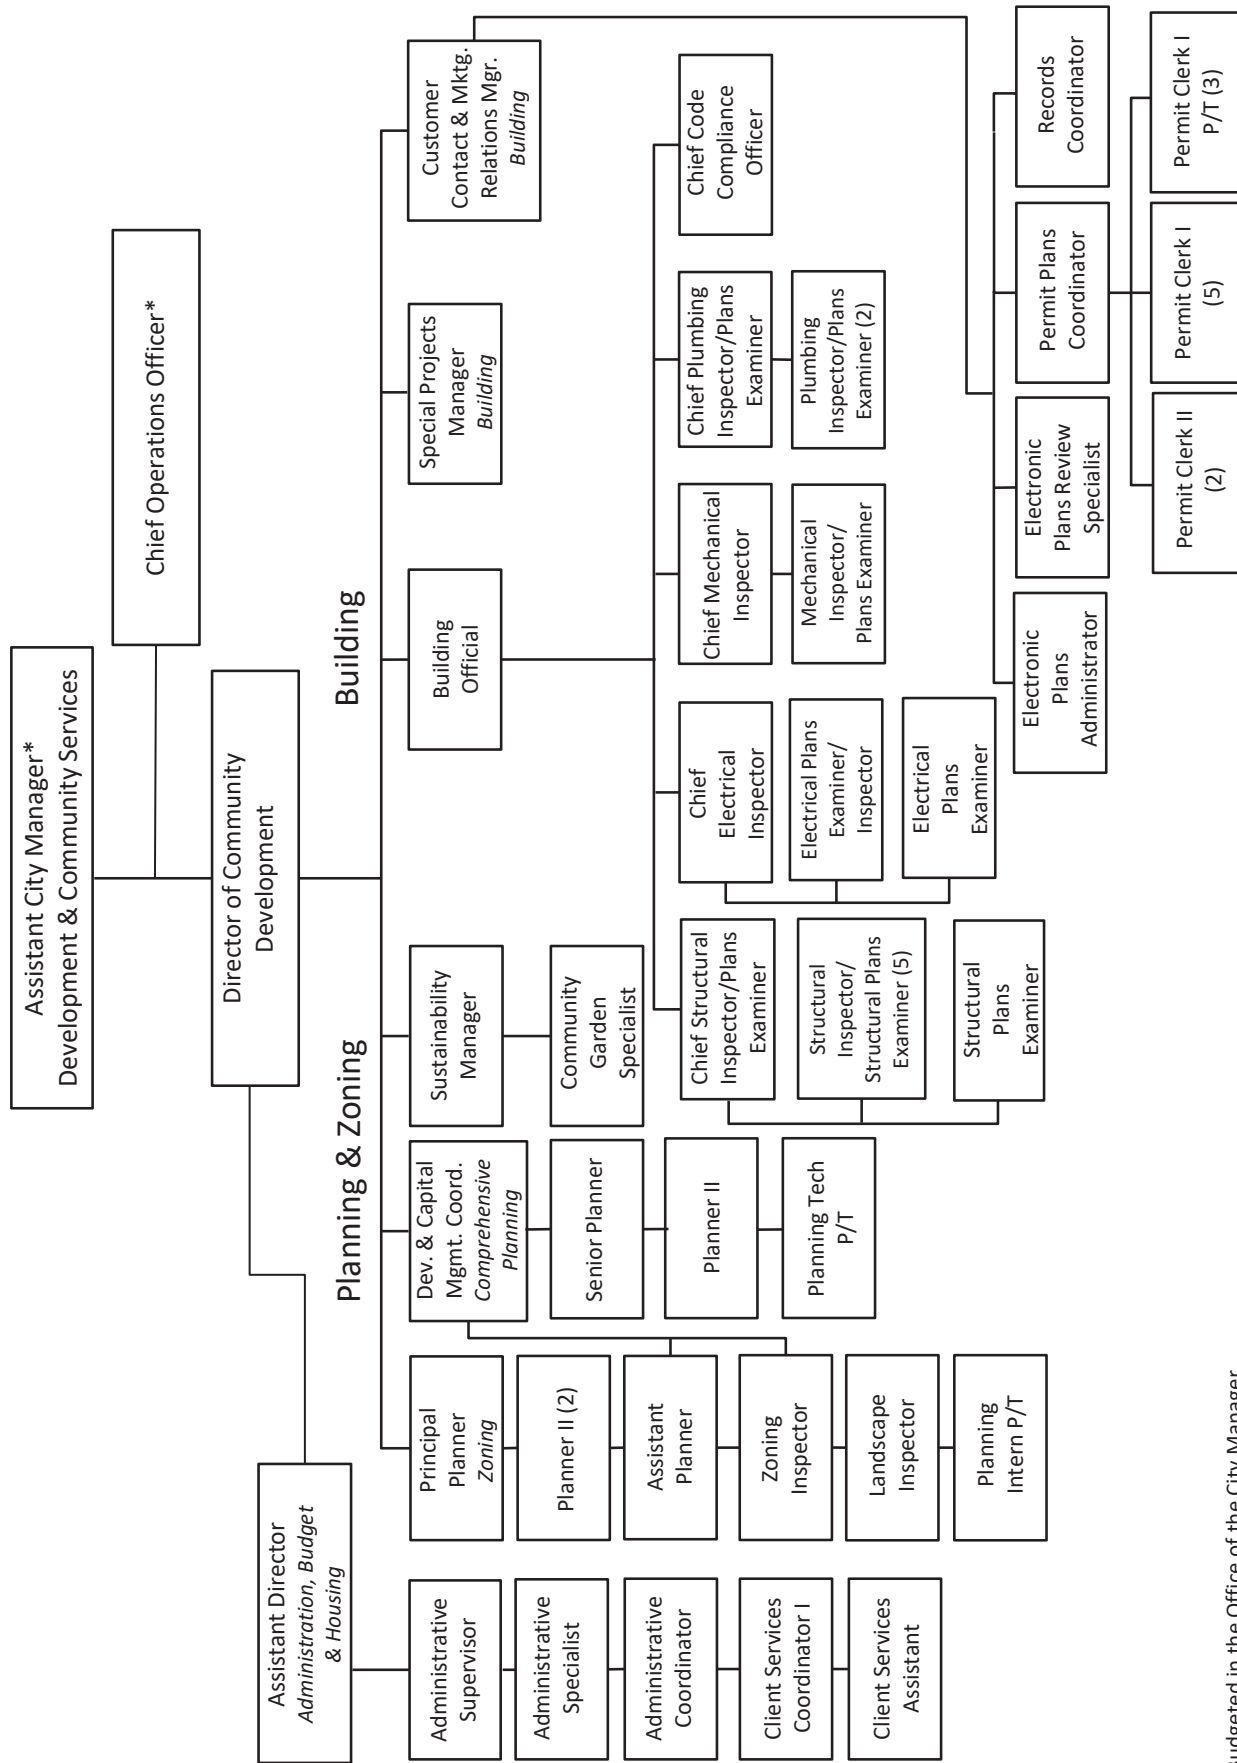 Assistant City Manager*
Development & Community Services
Chief Operations Officer*
Director of Community
Development
Assistant Director
Administration, Budget
& Housing
Planning & Zoning
Building
Administrative
Supervisor
Administrative
Specialist
Administrative
Coordinator
Client Services
Coordinator I
Client Services
Assistant
Principal
Planner
Zoning
Planner II (2)
Assistant
Planner
Zoning
Inspector
Landscape
Inspector
Planning
Intern P/T
Dev. & Capital
Mgmt. Coord.
Comprehensive
Planning
Senior Planner
Planner II
Planning Tech
P/T
Sustainability
Manager
Community
Garden
Specialist
Building
Official
Special Projects
Manager
Building
Customer
Contact & Mktg.
Relations Mgr.
Building
Chief Structural
Inspector/Plans
Examiner
Structural
Inspector/
Structural Plans
Examiner (5)
Structural
Plans
Examiner
Chief
Electrical
Inspector
Electrical Plans
Examiner/
Inspector
Electrical
Plans
Examiner
Chief Mechanical
Inspector
Mechanical
Inspector/
Plans Examiner
Chief Plumbing
Inspector/Plans
Examiner
Plumbing
Inspector/Plans
Examiner (2)
Chief Code
Compliance
Officer
Electronic
Plans
Administrator
Electronic
Plans Review
Specialist
Permit Plans
Coordinator
Records
Coordinator
Permit Clerk II
(2)
Permit Clerk I
(5)
Permit Clerk I
P/T (3)
udgeted in the Office of the City Manager